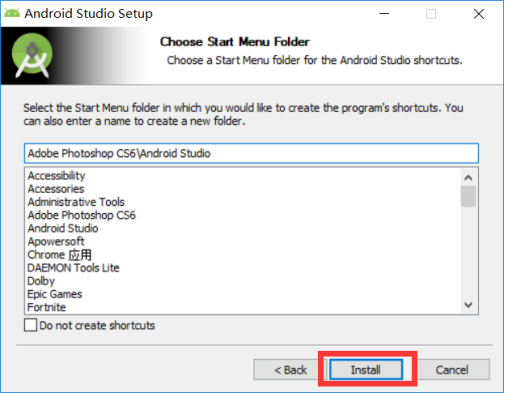 Android Studio Setup
Choose Start Menu Folder
Choose a Start Menu folder for the Android Studio shortcuts.
Select the Start Menu folder in which you would like to create the program's shortcuts. You
can also enter a name to create a new folder.
Adobe Photoshop CS6\Android Studio
Accessibility
Accessories
Administrative Tools
Adobe Photoshop CS6
Android Studio
Apowersoft
Chrome 应用
DAEMON Tools Lite
Dolby
Epic Games
Fortnite
Do not create shortcuts
< Back
Install
Cancel